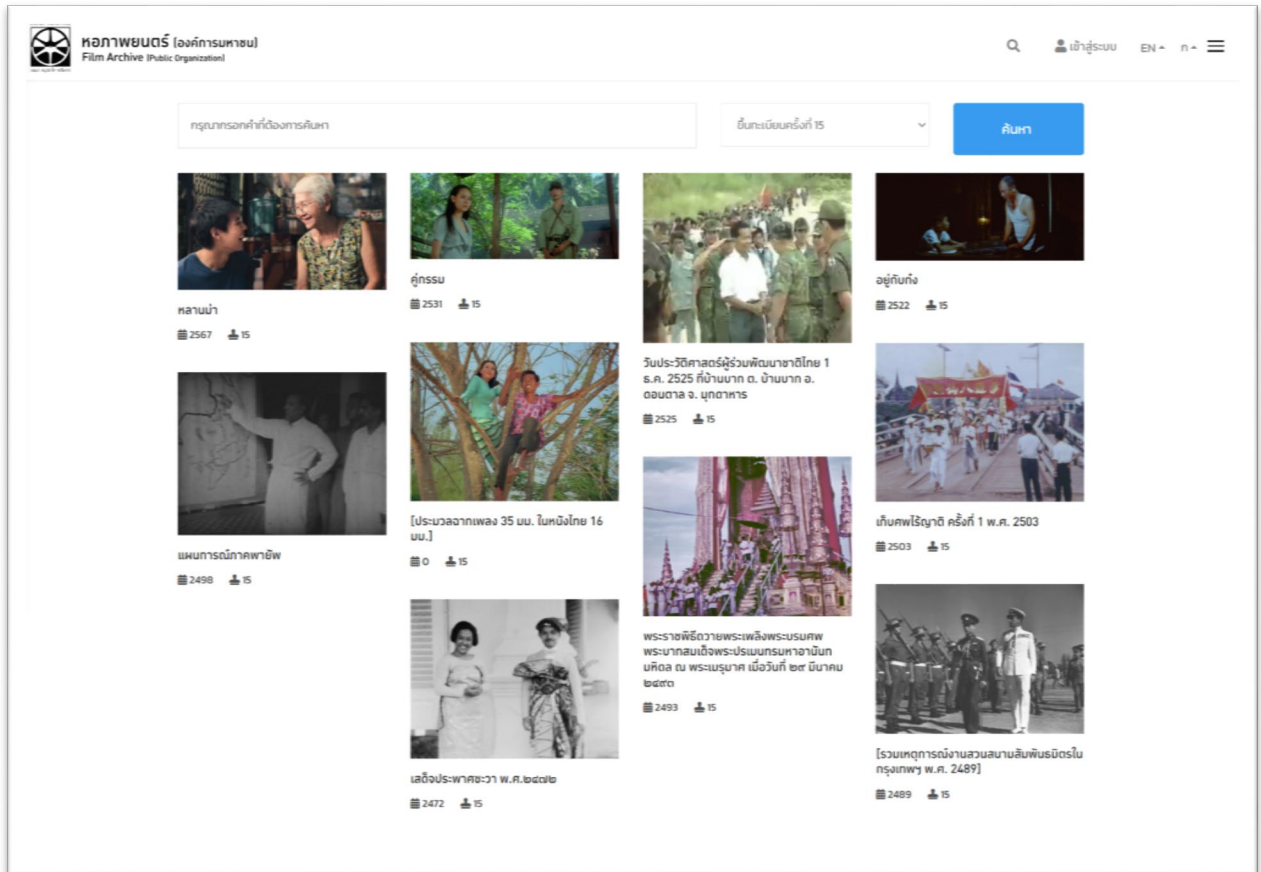 หอภาพยนตร์ (องค์การมหาชน)
Film Archive (Public Organization)
เข้าสู่ระบบ
EN
ก
กรุณากรอกคำที่ต้องการค้นหา
ขึ้นทะเบียนครั้งที่ 15
ค้นหา
หลานม่า
2567 15
แผนการณ์ภาคพายัพ
2498 15
คู่กรรม
2531 15
[ประมวลฉากเพลง 35 มม. ในหนังไทย 16
มม.]
0 15
เสด็จประพาศชะวา พ.ศ.๒๔๗๒
2472 15
วันประวัติศาสตร์ผู้ร่วมพัฒนาชาติไทย 1
ธ.ค. 2525 ที่บ้านบาก ต. บ้านบาก อ.
ดอนตาล จ. มุกดาหาร
2525 15
พระราชพิธีถวายพระเพลิงพระบรมศพ
พระบาทสมเด็จพระปรเมนทรมหาอานันท
มหิดล ณ พระเมรุมาศ เมื่อวันที่ ๒๙ มีนาคม
๒๔๙๓
2493 15
อยู่กับก๋ง
2522 15
เก็บศพไร้ญาติ ครั้งที่ 1 พ.ศ. 2503
2503 15
[รวมเหตุการณ์งานสวนสนามสัมพันธมิตรใน
กรุงเทพฯ พ.ศ. 2489]
2489 15